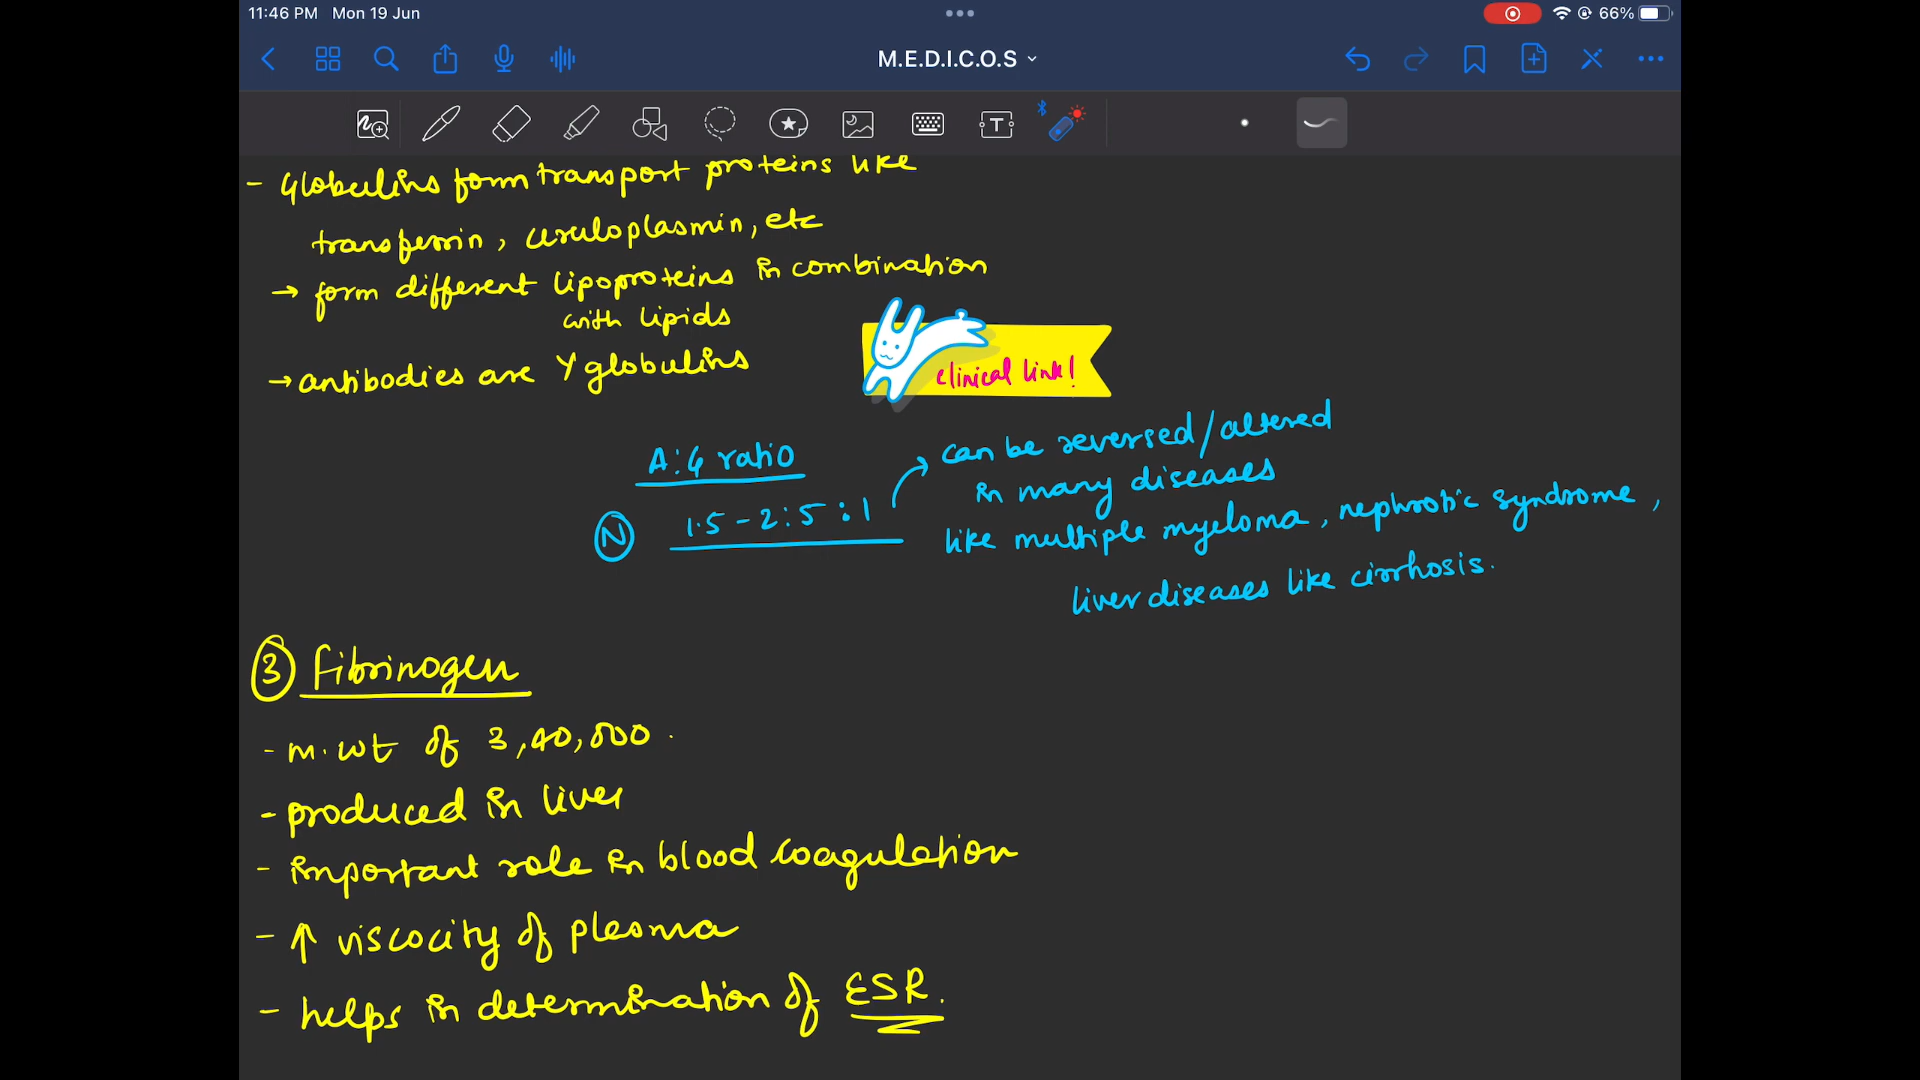 11:46 PM Mon 19 Jun
66%
M.E.D.I.C.O.S
T
- Globulins form transport proteins like
transferrin, ceruloplasmin, etc
→ form different lipoproteins in combination
with lipids
→ antibodies are γ globulins
clinical link!
A:G ratio
N 1.5 - 2:5 : 1
can be reversed/altered
in many diseases
like multiple myeloma, nephrotic syndrome,
liver diseases like cirrhosis.
3 fibrinogen
- m.wt of 3,40,000.
- produced in liver
- important role in blood coagulation
- ↑ viscocity of plasma
- helps in determination of ESR.